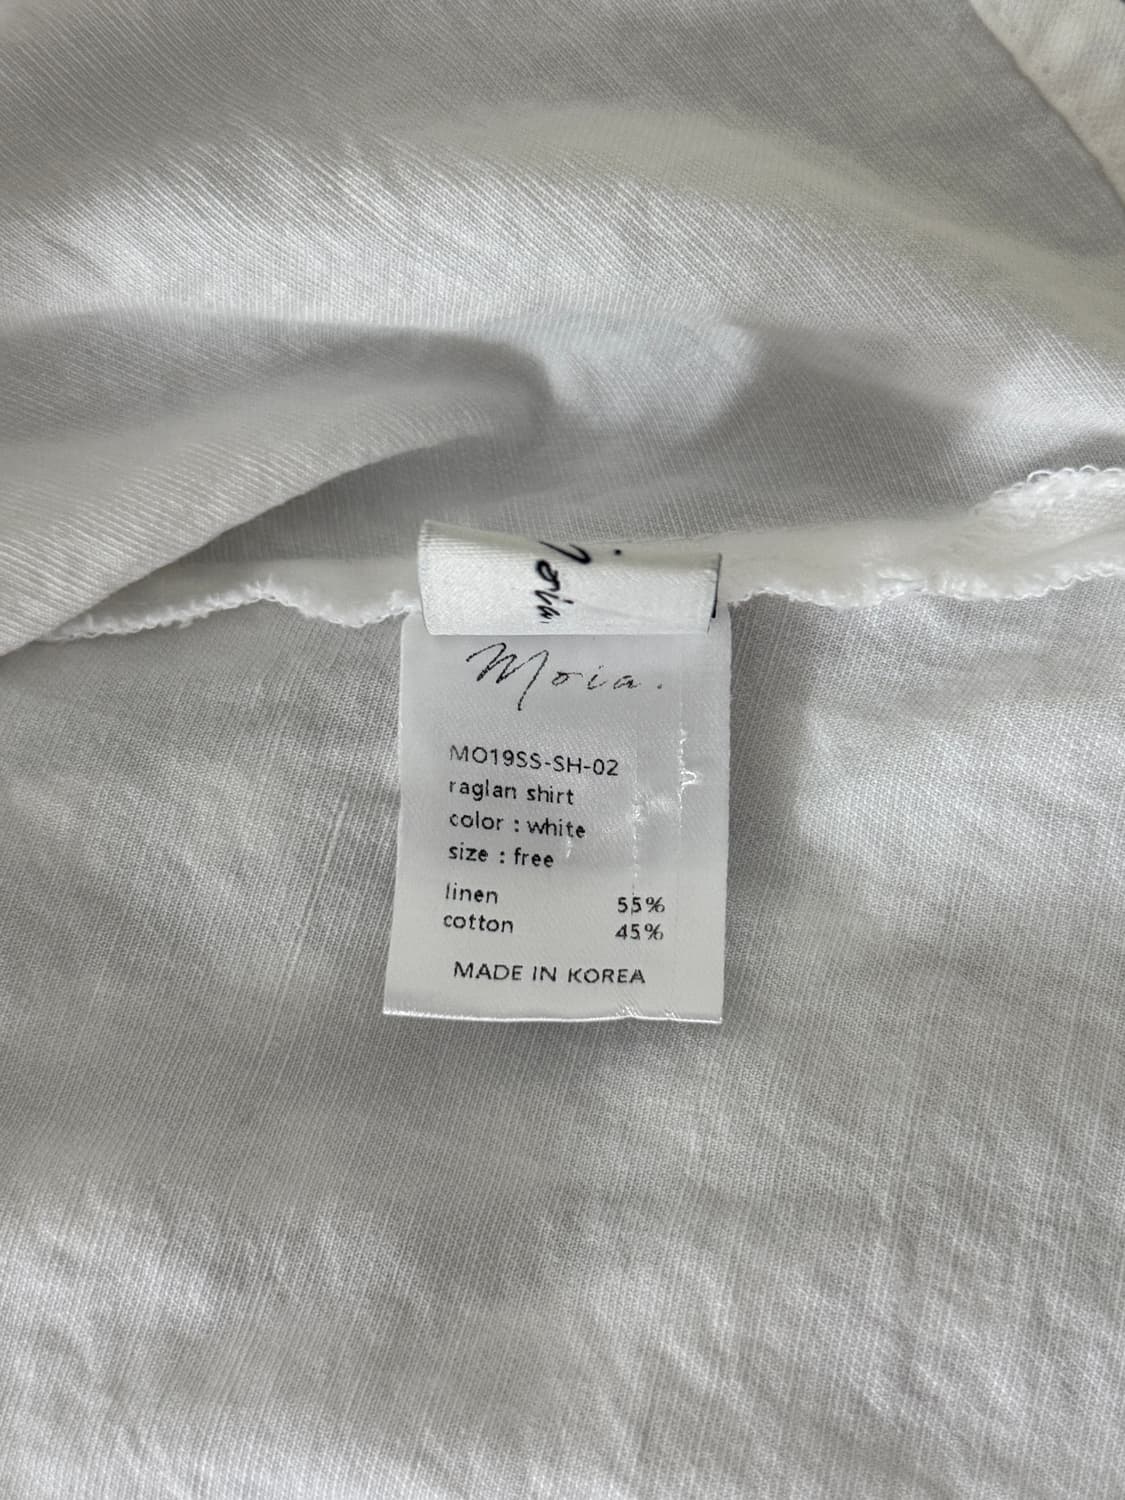 Moia.
MO19SS-SH-02
raglan shirt
color : white
size : free
linen 55%
cotton 45%
MADE IN KOREA